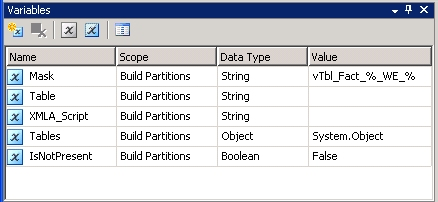 Variables
Name Scope Data Type Value
Mask Build Partitions String vTbl_Fact_%_WE_%
Table Build Partitions String
XMLA_Script Build Partitions String
Tables Build Partitions Object System.Object
IsNotPresent Build Partitions Boolean False